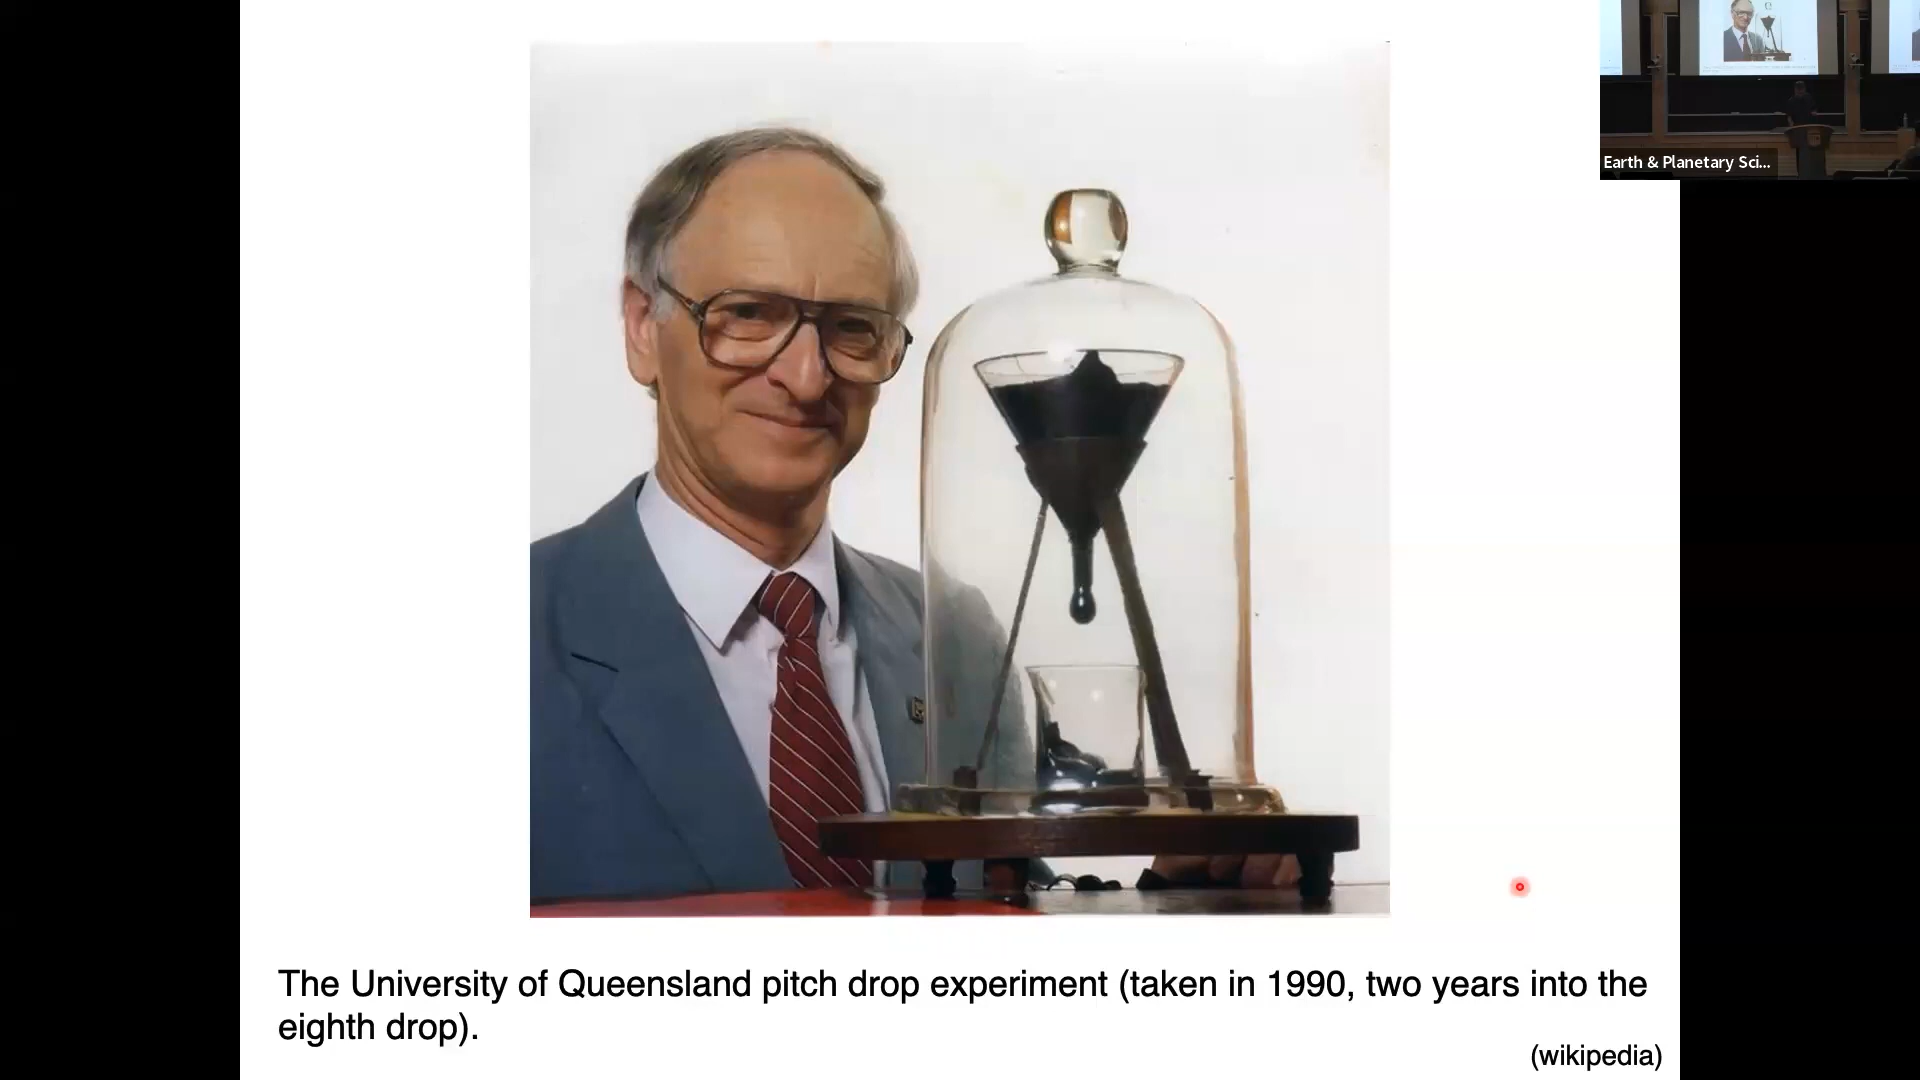 Earth & Planetary Sci...
The University of Queensland pitch drop experiment (taken in 1990, two years into the
eighth drop).
(wikipedia)